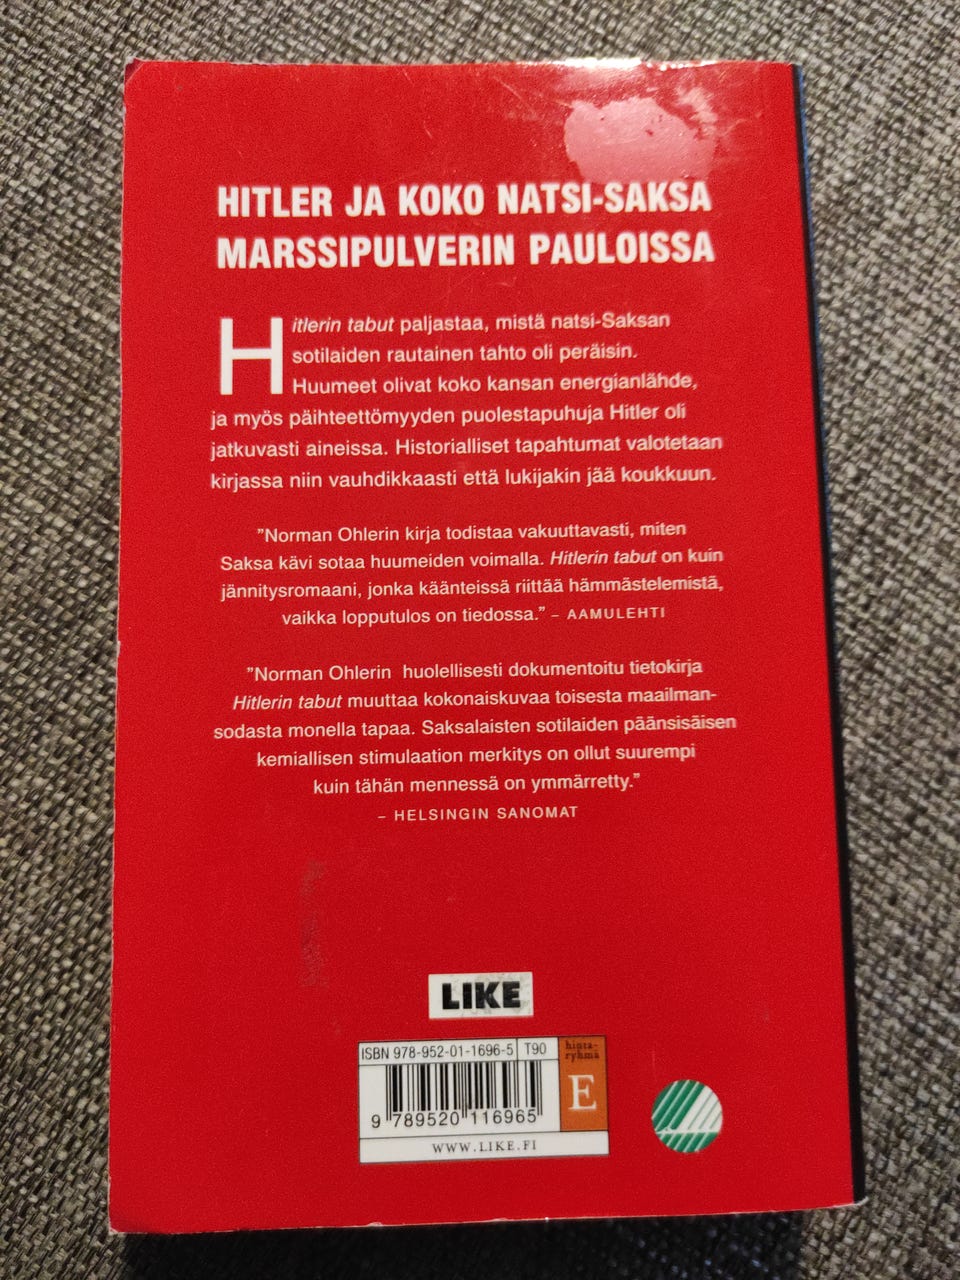 HITLER JA KOKO NATSI-SAKSA
MARSSIPULVERIN PAULOISSA
Hitlerin tabut paljastaa, mistä natsi-Saksan
sotilaiden rautainen tahto oli peräisin.
Huumeet olivat koko kansan energianlähde,
ja myös päihteettömyyden puolestapuhuja Hitler oli
jatkuvasti aineissa. Historialliset tapahtumat valotetaan
kirjassa niin vauhdikkaasti että lukijakin jää koukkuun.
”Norman Ohlerin kirja todistaa vakuuttavasti, miten
Saksa kävi sotaa huumeiden voimalla. Hitlerin tabut on kuin
jännitysromaani, jonka käänteissä riittää hämmästelemistä,
vaikka lopputulos on tiedossa.” – AAMULEHTI
”Norman Ohlerin huolellisesti dokumentoitu tietokirja
Hitlerin tabut muuttaa kokonaiskuvaa toisesta maailman-
sodasta monella tapaa. Saksalaisten sotilaiden päänsisäisen
kemiallisen stimulaation merkitys on ollut suurempi
kuin tähän mennessä on ymmärretty.”
– HELSINGIN SANOMAT
LIKE
ISBN 978-952-01-1696-5 T90
hinta-
ryhmä
E
9 789520 116965
WWW.LIKE.FI